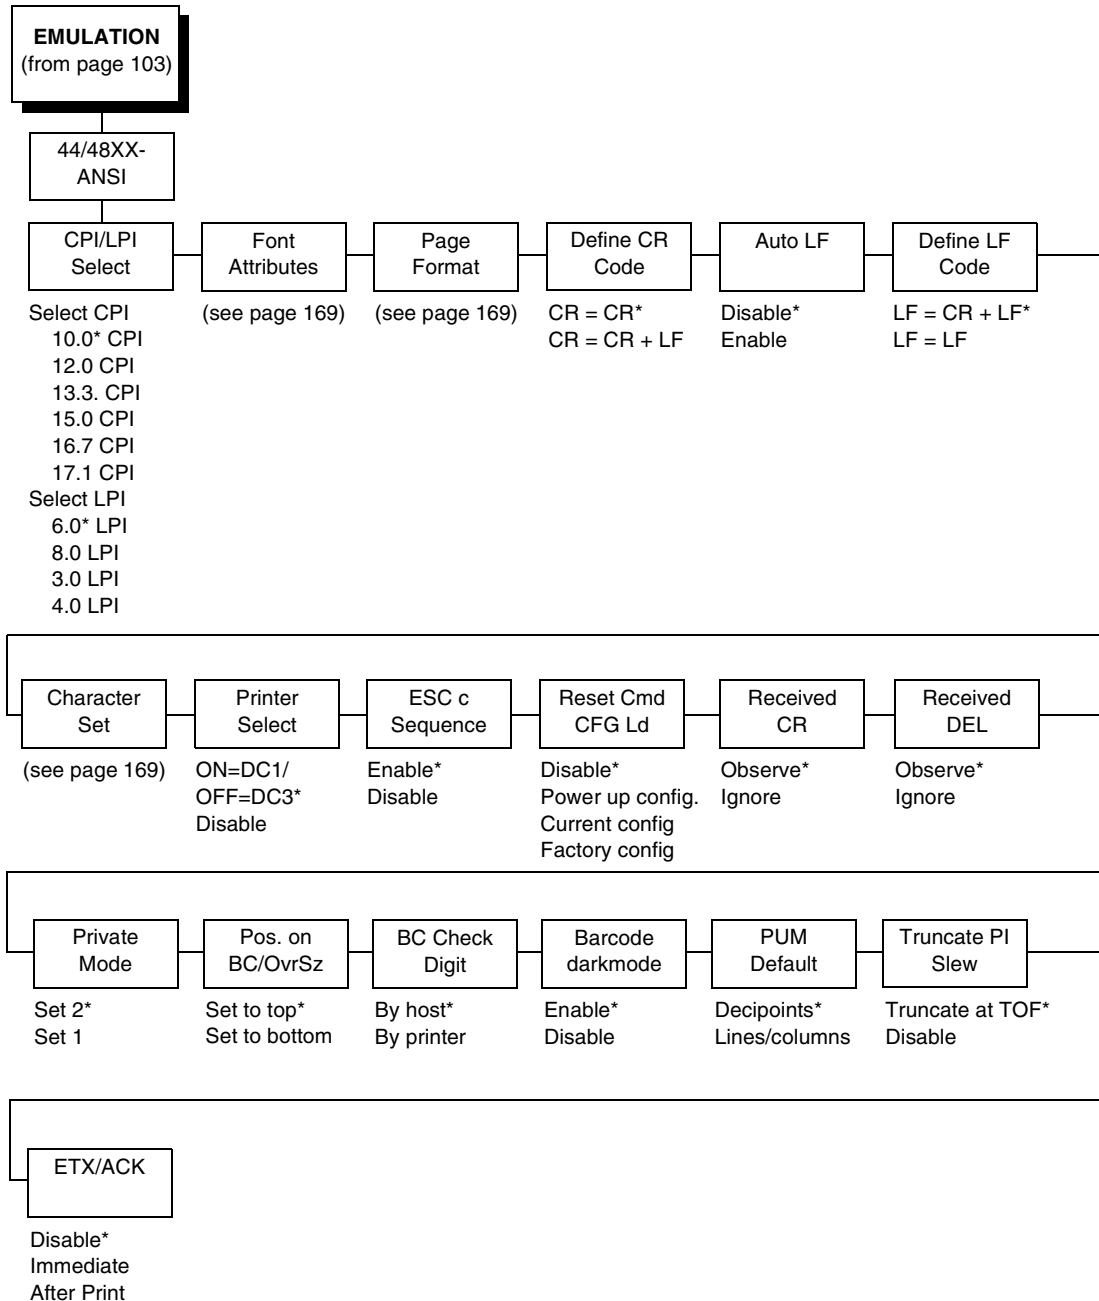 EMULATION
(from page 103)
44/48XX-
ANSI
CPI/LPI
Select
Select CPI
10.0* CPI
12.0 CPI
13.3. CPI
15.0 CPI
16.7 CPI
17.1 CPI
Select LPI
6.0* LPI
8.0 LPI
3.0 LPI
4.0 LPI
Font
Attributes
(see page 169)
Page
Format
(see page 169)
Define CR
Code
CR = CR*
CR = CR + LF
Auto LF
Disable*
Enable
Define LF
Code
LF = CR + LF*
LF = LF
Character
Set
(see page 169)
Printer
Select
ON=DC1/
OFF=DC3*
Disable
ESC c
Sequence
Enable*
Disable
Reset Cmd
CFG Ld
Disable*
Power up config.
Current config
Factory config
Received
CR
Observe*
Ignore
Received
DEL
Observe*
Ignore
Private
Mode
Set 2*
Set 1
Pos. on
BC/OvrSz
Set to top*
Set to bottom
BC Check
Digit
By host*
By printer
Barcode
darkmode
Enable*
Disable
PUM
Default
Decipoints*
Lines/columns
Truncate PI
Slew
Truncate at TOF*
Disable
ETX/ACK
Disable*
Immediate
After Print